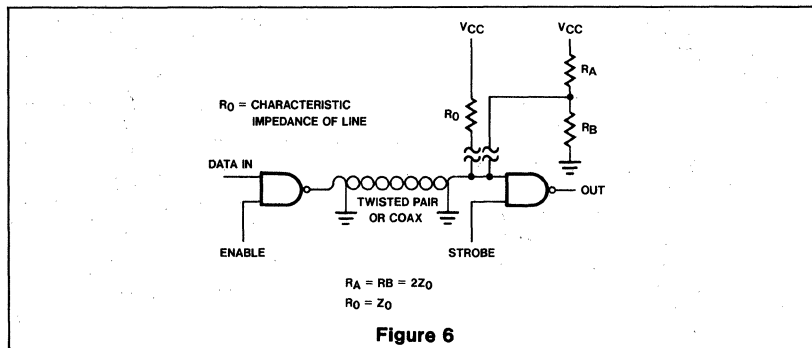 VCC
VCC
RA
R0 = CHARACTERISTIC
IMPEDANCE OF LINE
R0
RB
DATA IN
OUT
TWISTED PAIR
OR COAX
ENABLE
STROBE
RA = RB = 2Z0
R0 = Z0
Figure 6